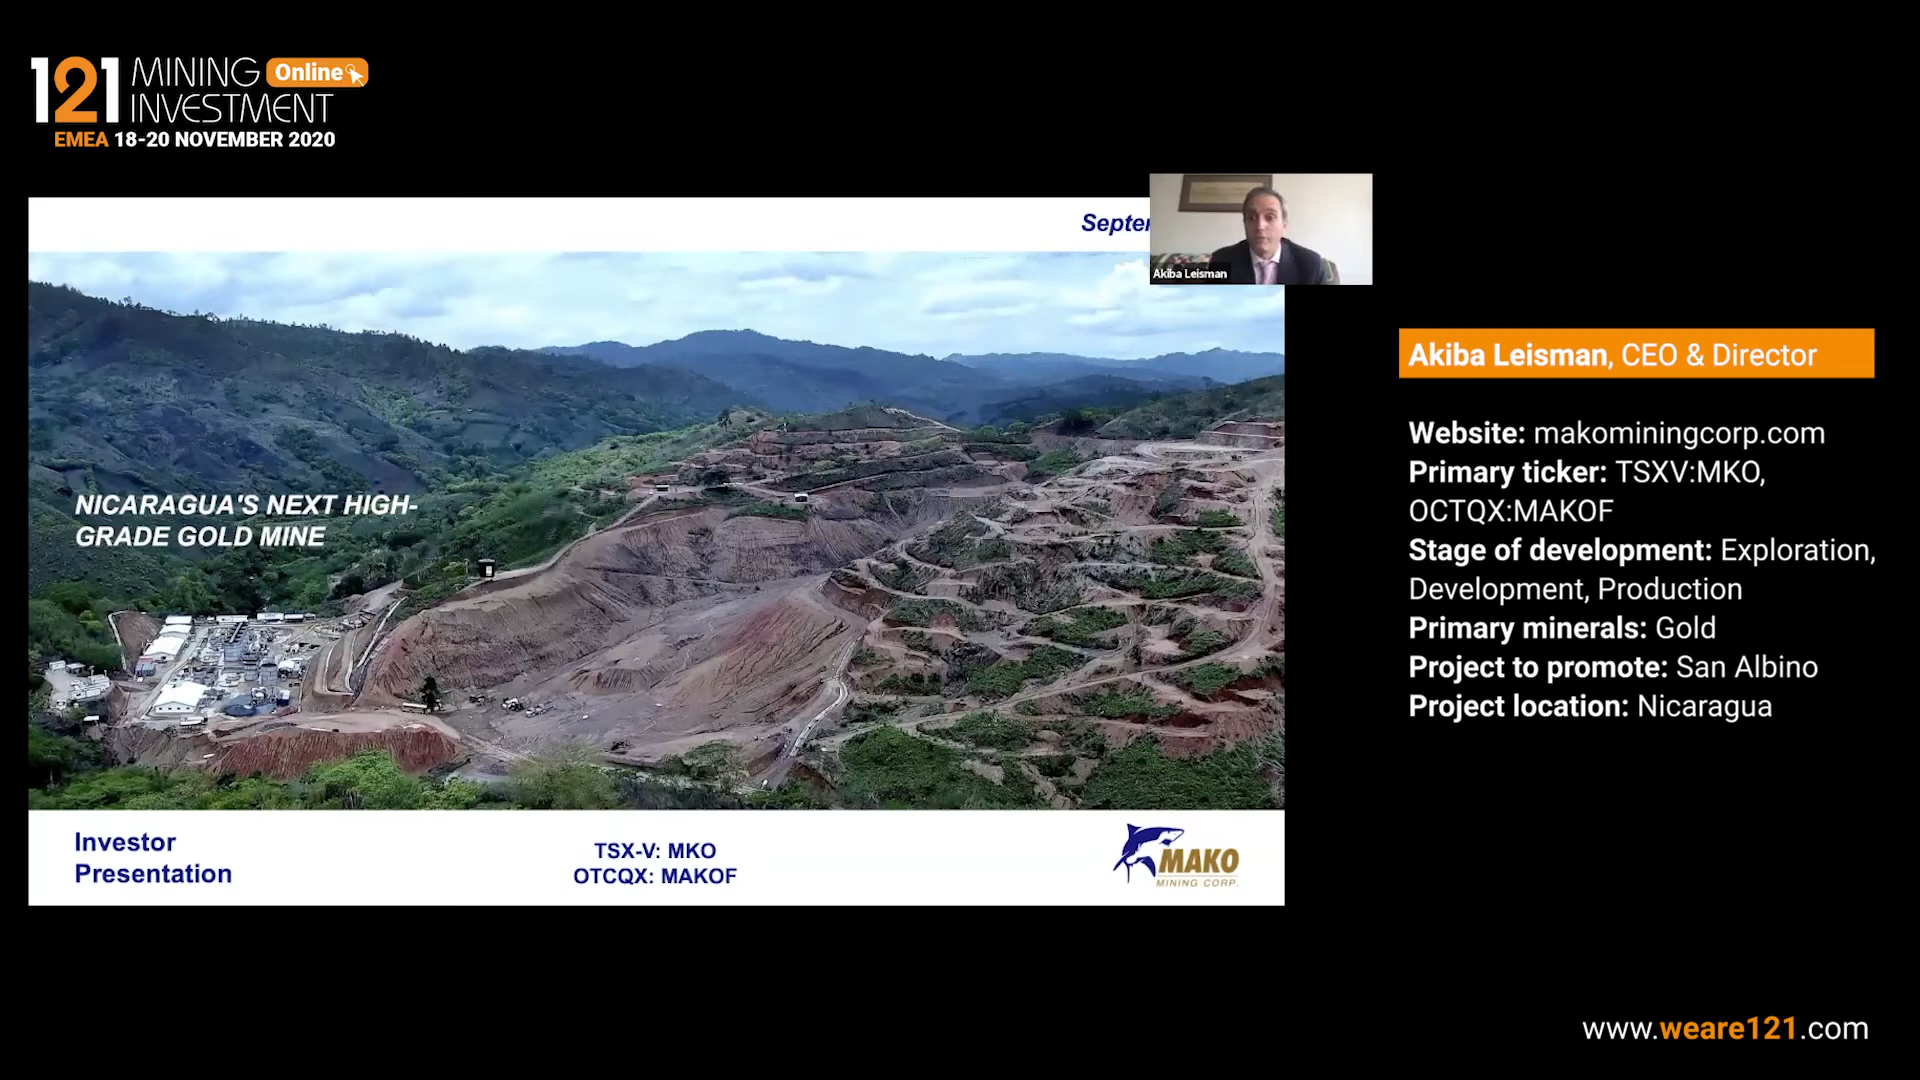 121 MINING Online
INVESTMENT
EMEA 18-20 NOVEMBER 2020
Akiba Leisman
NICARAGUA'S NEXT HIGH-
GRADE GOLD MINE
Investor
Presentation
TSX-V: MKO
OTCQX: MAKOF
MAKO
MINING CORP.
Akiba Leisman, CEO & Director
Website: makominingcorp.com
Primary ticker: TSXV:MKO,
OCTQX:MAKOF
Stage of development: Exploration,
Development, Production
Primary minerals: Gold
Project to promote: San Albino
Project location: Nicaragua
www.weare121.com